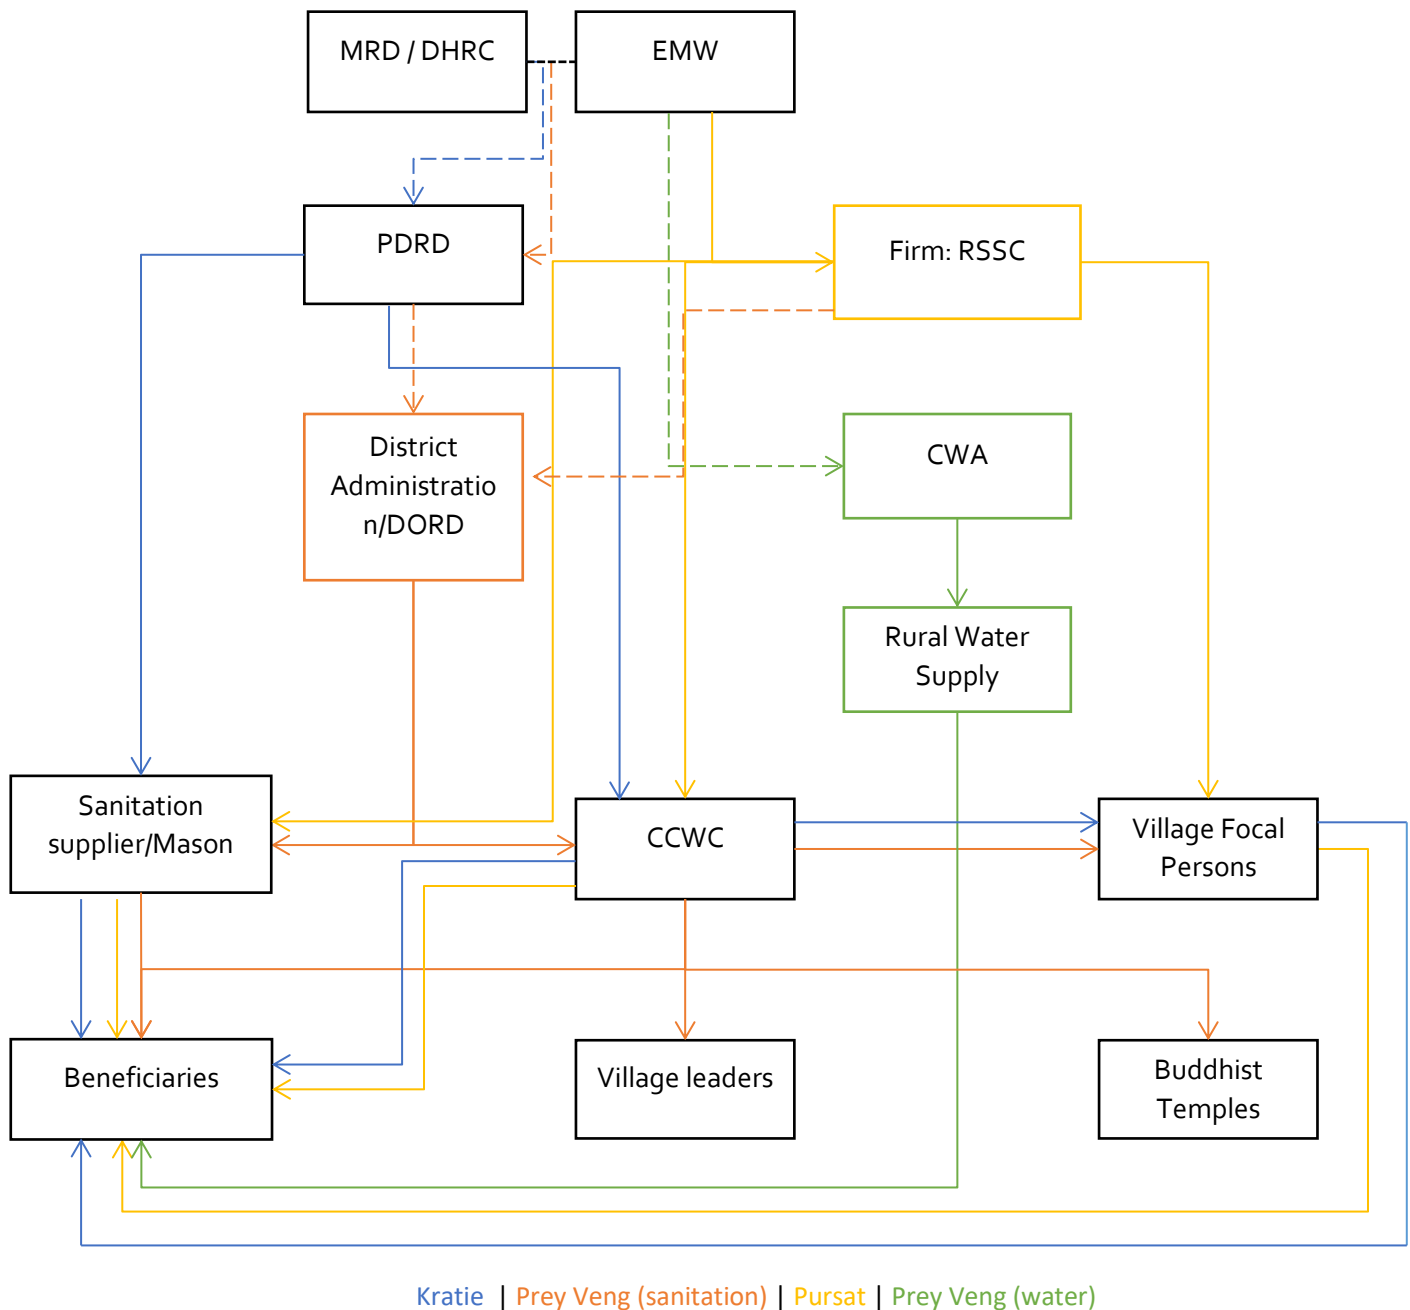 MRD / DHRC
EMW
PDRD
Firm: RSSC
District
Administratio
n/DORD
CWA
Rural Water
Supply
Sanitation
supplier/Mason
CCWC
Village Focal
Persons
Beneficiaries
Village leaders
Buddhist
Temples
Kratie | Prey Veng (sanitation) | Pursat | Prey Veng (water)